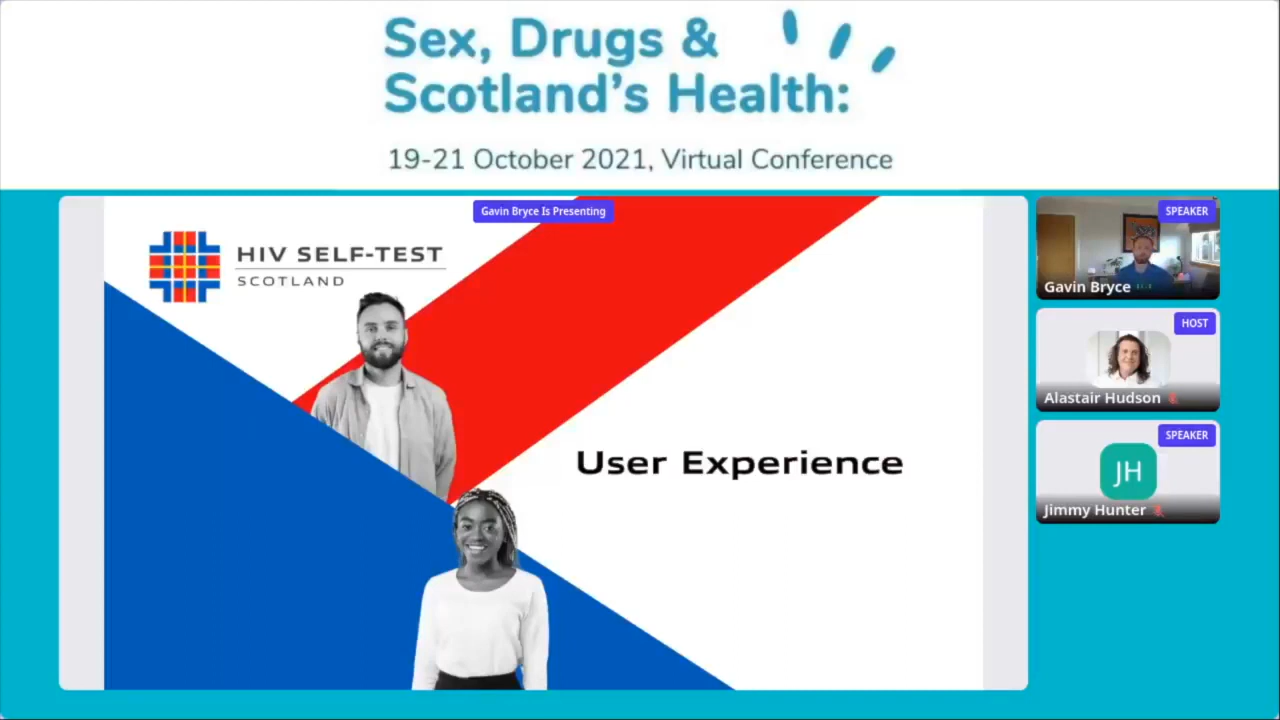 Sex, Drugs &
Scotland's Health:
19-21 October 2021, Virtual Conference
Gavin Bryce Is Presenting
HIV SELF-TEST
SCOTLAND
User Experience
SPEAKER
Gavin Bryce
HOST
Alastair Hudson
SPEAKER
JH
Jimmy Hunter